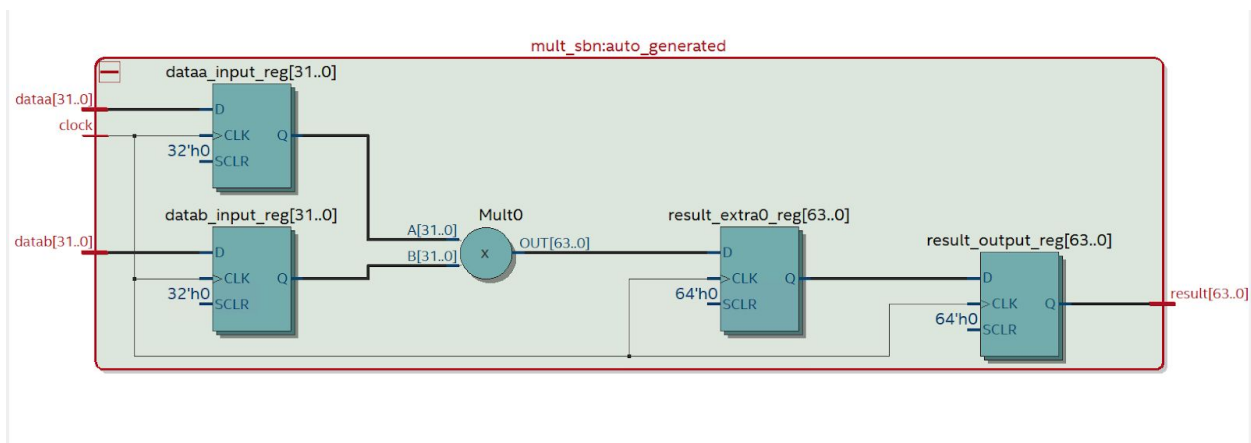 mult_sbn:auto_generated
dataa_input_reg[31..0]
dataa[31..0]
D
clock
>CLK
Q
32'h0
SCLR
datab_input_reg[31..0]
datab[31..0]
D
>CLK
Q
32'h0
SCLR
Mult0
A[31..0]
B[31..0]
x
OUT[63..0]
result_extra0_reg[63..0]
D
>CLK
Q
64'h0
SCLR
result_output_reg[63..0]
D
>CLK
Q
64'h0
SCLR
result[63..0]